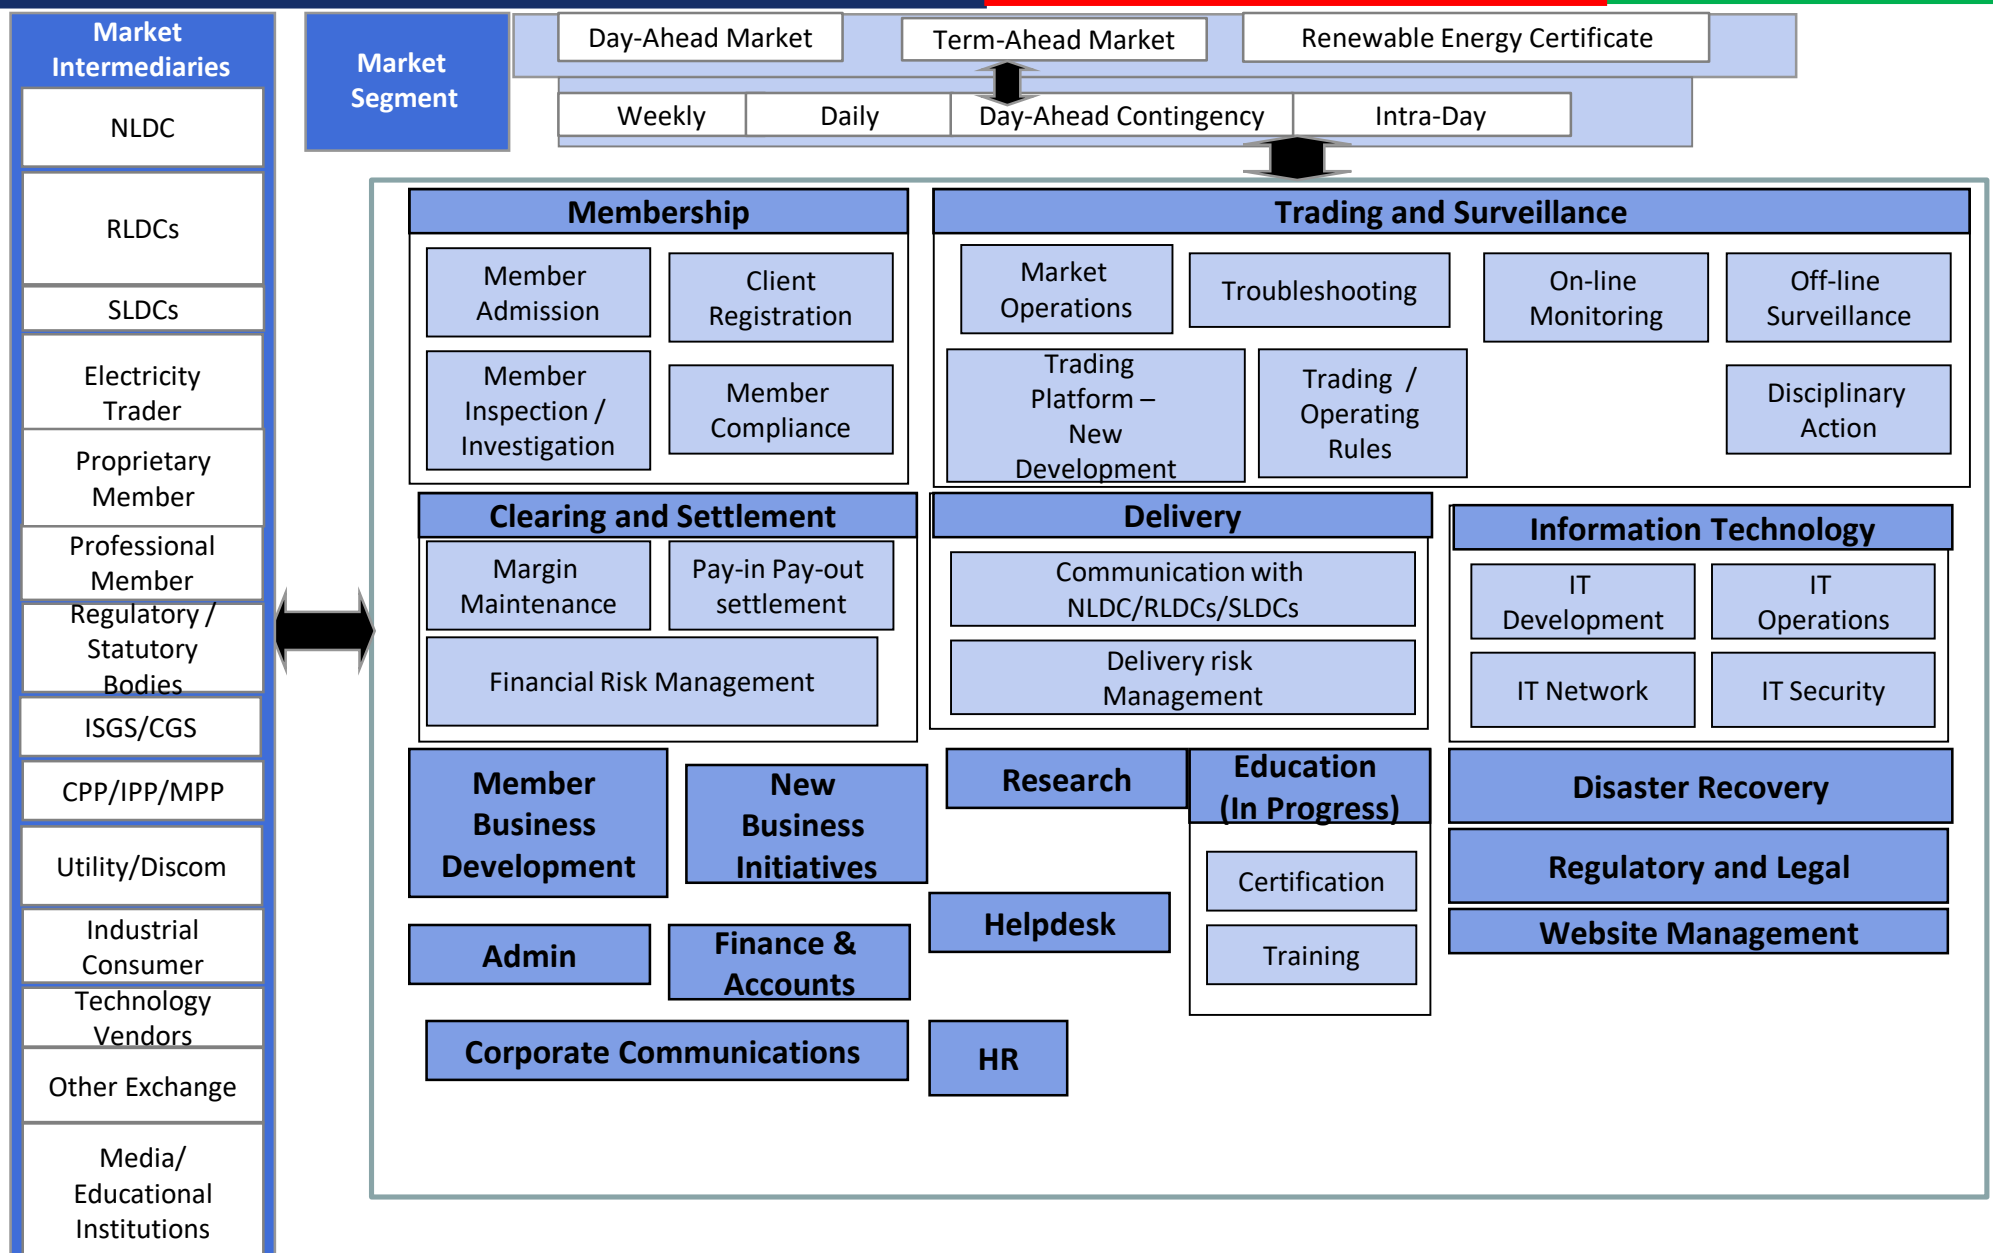 Market
Intermediaries
NLDC
RLDCs
SLDCs
Electricity
Trader
Proprietary
Member
Professional
Member
Regulatory /
Statutory
Bodies
ISGS/CGS
CPP/IPP/MPP
Utility/Discom
Industrial
Consumer
Technology
Vendors
Other Exchange
Media/
Educational
Institutions
Market
Segment
Day-Ahead Market
Term-Ahead Market
Renewable Energy Certificate
Weekly
Daily
Day-Ahead Contingency
Intra-Day
Membership
Member
Admission
Client
Registration
Member
Inspection /
Investigation
Member
Compliance
Trading and Surveillance
Market
Operations
Troubleshooting
On-line
Monitoring
Off-line
Surveillance
Trading
Platform –
New
Development
Trading /
Operating
Rules
Disciplinary
Action
Clearing and Settlement
Margin
Maintenance
Pay-in Pay-out
settlement
Financial Risk Management
Delivery
Communication with
NLDC/RLDCs/SLDCs
Delivery risk
Management
Information Technology
IT
Development
IT
Operations
IT Network
IT Security
Member
Business
Development
New
Business
Initiatives
Research
Education
(In Progress)
Certification
Training
Disaster Recovery
Regulatory and Legal
Website Management
Helpdesk
Admin
Finance &
Accounts
Corporate Communications
HR